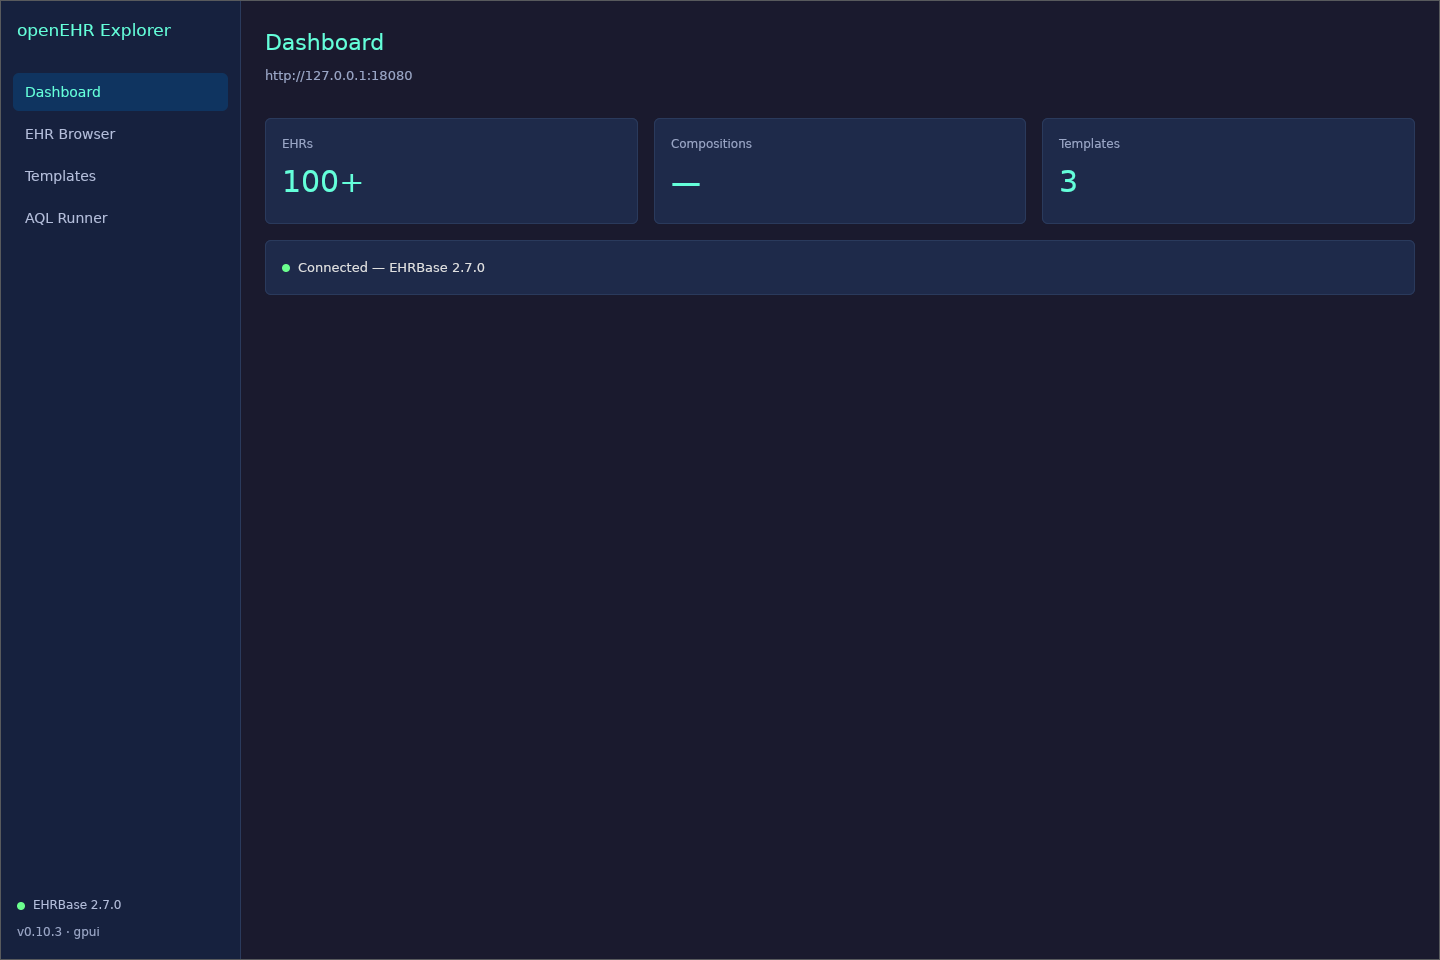 openEHR Explorer
Dashboard
EHR Browser
Templates
AQL Runner
EHRBase 2.7.0
v0.10.3 · gpui
Dashboard
http://127.0.0.1:18080
EHRs
100+
Compositions
—
Templates
3
Connected — EHRBase 2.7.0